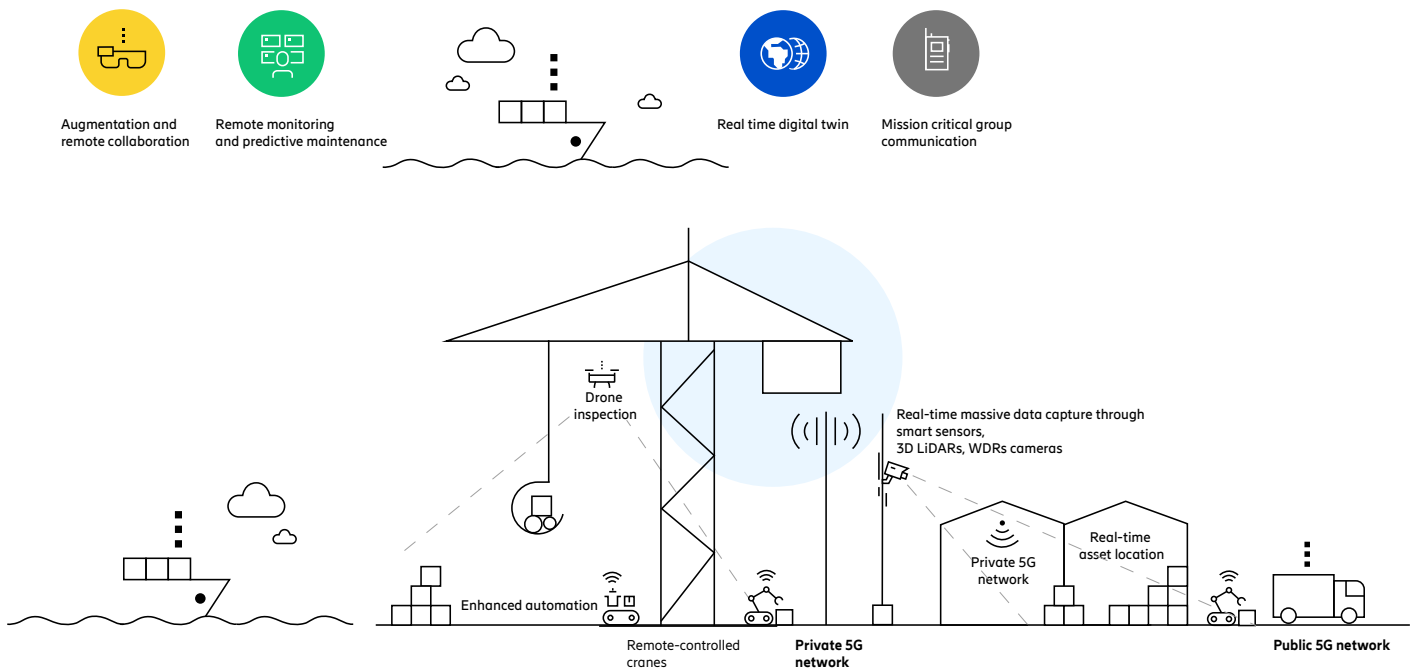 Augmentation and
remote collaboration
Remote monitoring
and predictive maintenance
Real time digital twin
Mission critical group
communication
Drone
inspection
Real-time massive data capture through
smart sensors,
3D LiDARs, WDRs cameras
Real-time
asset location
Private 5G
network
Enhanced automation
Remote-controlled
cranes
Private 5G
network
Public 5G network